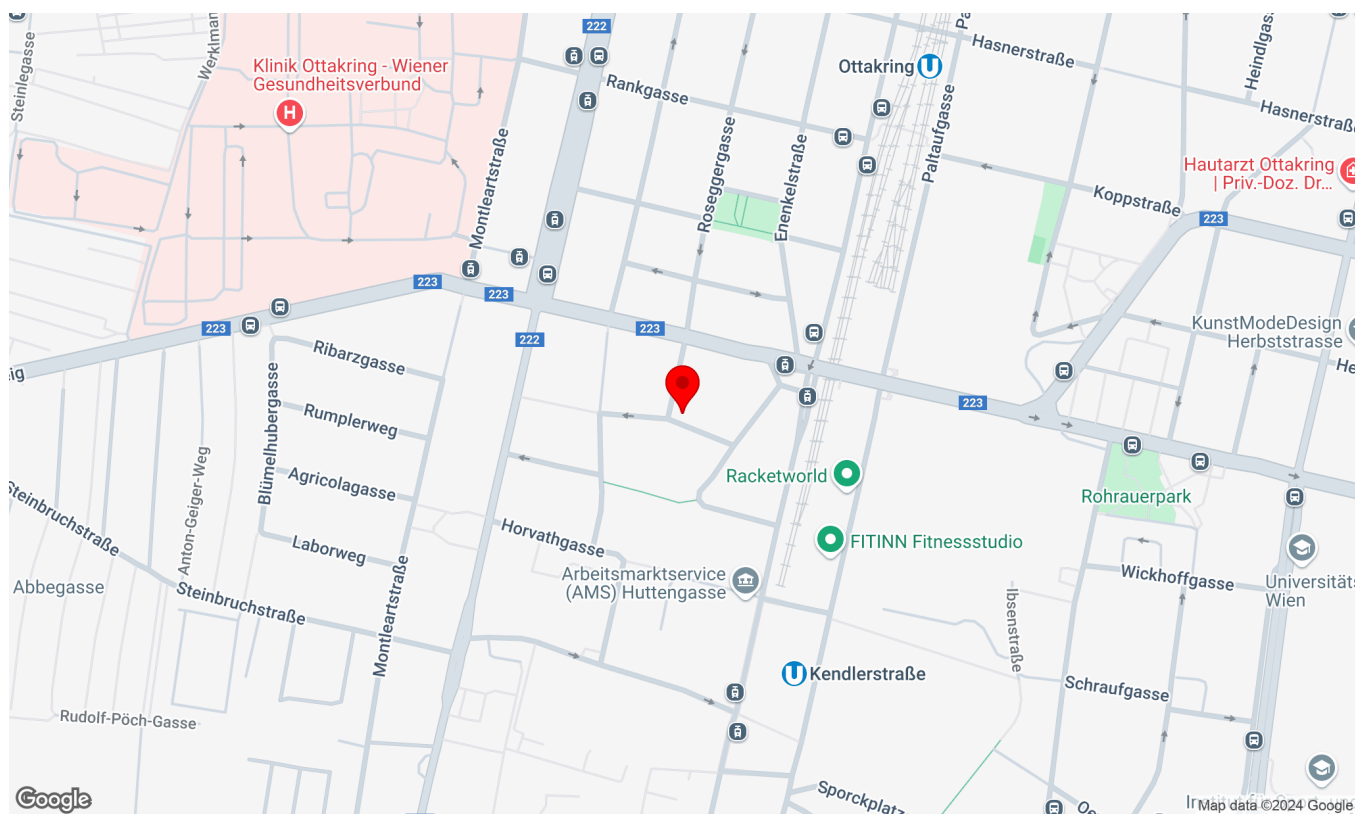 222
Hasnerstraße
Heindlgasse
Steinlegasse
Klinik Ottakring - Wiener
Gesundheitsverbund
H
Ottakring
U
Rankgasse
Hasnerstraße
Montleartstraße
Roseggergasse
Enenkelstraße
Paltaufgasse
Hautarzt Ottakring
| Priv.-Doz. Dr...
Koppstraße
223
223
223
223
223
222
KunstModeDesign
Herbststrasse
Ribarzgasse
Rumplerweg
Blümelhubergasse
Agricolagasse
223
Anton-Geiger-Weg
Racketworld
Rohrauerpark
Steinbruchstraße
Horvathgasse
FITINN Fitnessstudio
Laborweg
Arbeitsmarktservice
(AMS) Huttengasse
Wickhoffgasse
Universitäts
Wien
Abbegasse
Steinbruchstraße
Montleartstraße
Ibsenstraße
U
Kendlerstraße
Schraufgasse
Rudolf-Pöch-Gasse
Sporckplatz
Google
Map data ©2024 Google